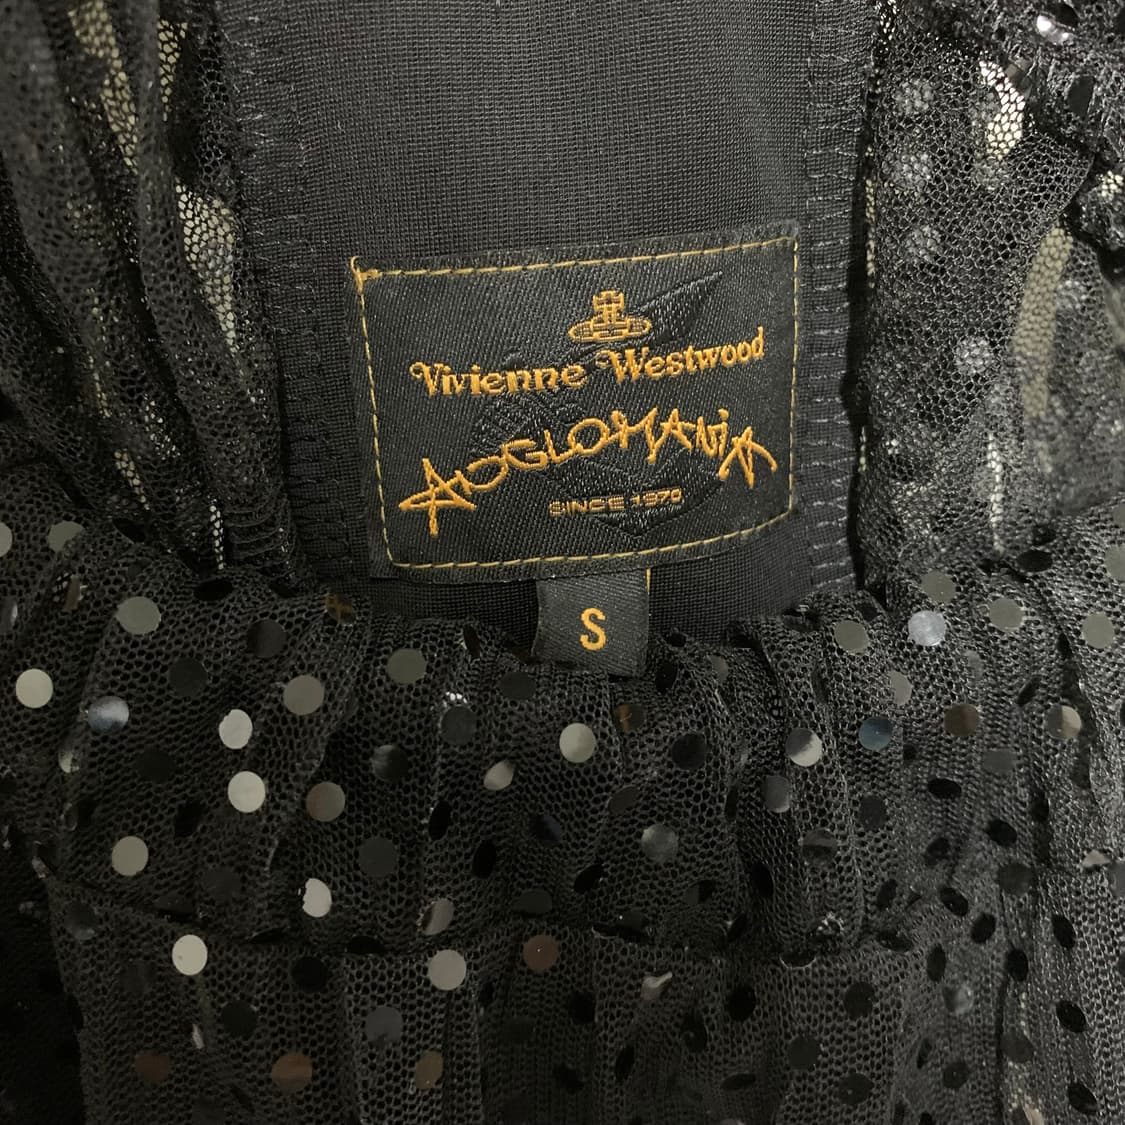 Vivienne Westwood
ANGLOMANiA
SINCE 1970
S